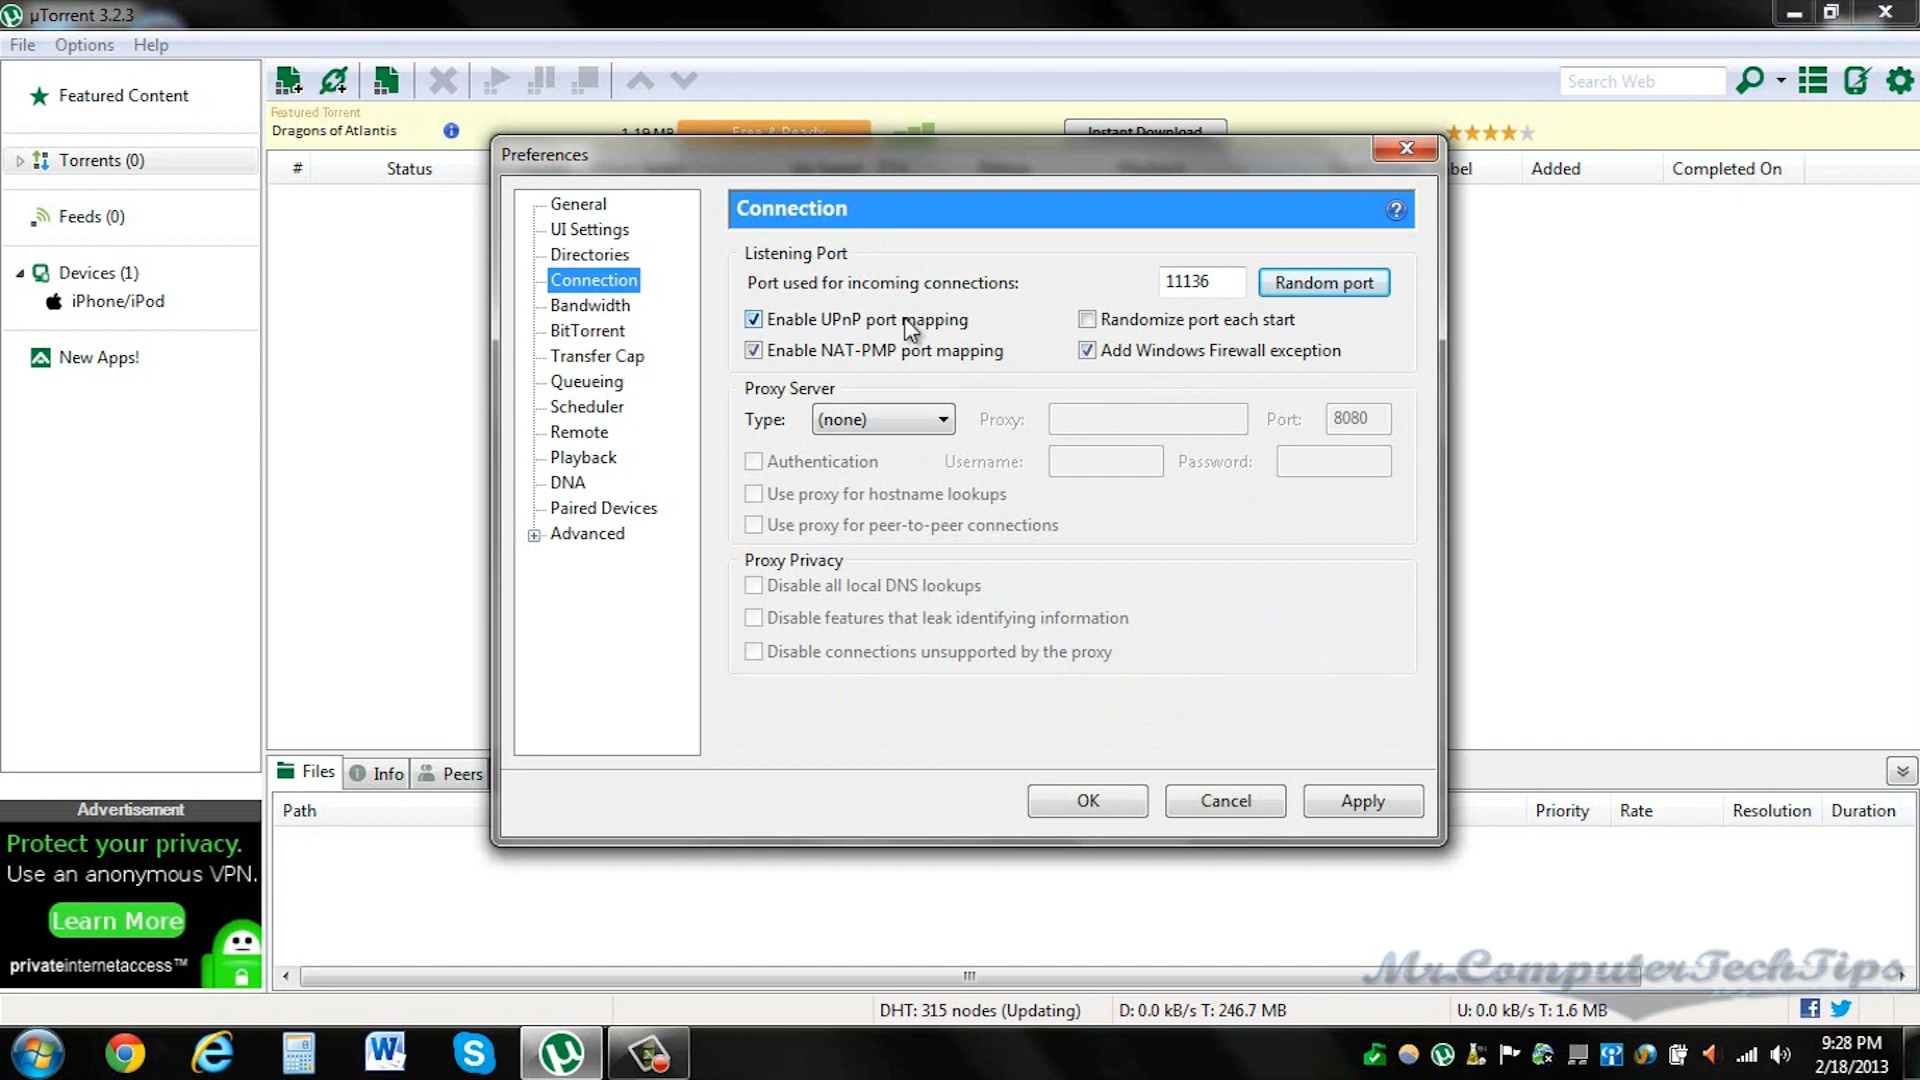 µTorrent 3.2.3
File Options Help
Featured Content
Torrents (0)
Feeds (0)
Devices (1)
iPhone/iPod
New Apps!
Search Web
Featured Torrent
Dragons of Atlantis
1.19 MB Free & Ready Instant Download
# Status Added Completed On
Preferences
General
UI Settings
Directories
Connection
Bandwidth
BitTorrent
Transfer Cap
Queueing
Scheduler
Remote
Playback
DNA
Paired Devices
Advanced
Connection
Listening Port
Port used for incoming connections: 11136 Random port
Enable UPnP port mapping Randomize port each start
Enable NAT-PMP port mapping Add Windows Firewall exception
Proxy Server
Type: (none) Proxy: Port: 8080
Authentication Username: Password:
Use proxy for hostname lookups
Use proxy for peer-to-peer connections
Proxy Privacy
Disable all local DNS lookups
Disable features that leak identifying information
Disable connections unsupported by the proxy
OK Cancel Apply
Files Info Peers
Path Priority Rate Resolution Duration
Advertisement
Protect your privacy.
Use an anonymous VPN.
Learn More
privateinternetaccess™
Mr.ComputerTechTips
DHT: 315 nodes (Updating) D: 0.0 kB/s T: 246.7 MB U: 0.0 kB/s T: 1.6 MB
9:28 PM
2/18/2013